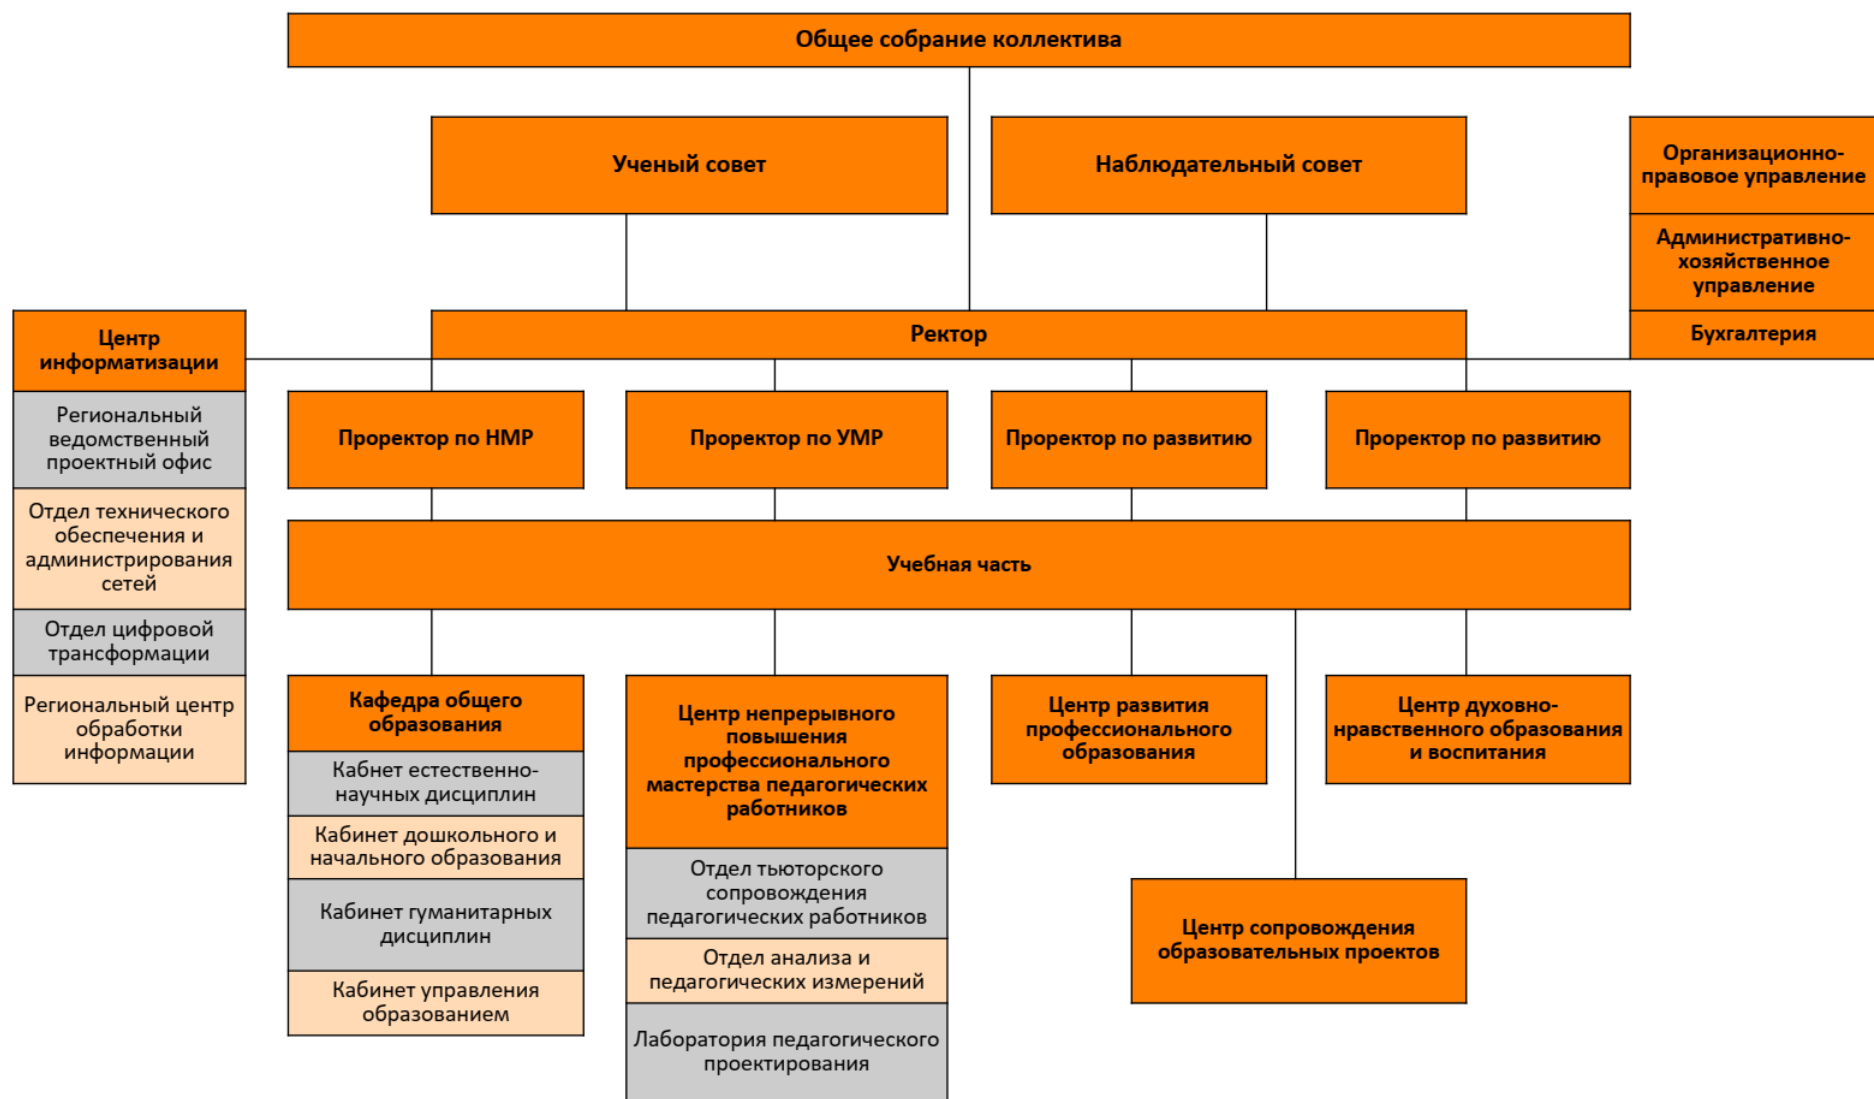 Общее собрание коллектива
Ученый совет
Наблюдательный совет
Организационно-
правовое управление
Административно-
хозяйственное
управление
Бухгалтерия
Ректор
Центр
информатизации
Региональный
ведомственный
проектный офис
Отдел технического
обеспечения и
администрирования
сетей
Отдел цифровой
трансформации
Региональный центр
обработки
информации
Проректор по НМР
Проректор по УМР
Проректор по развитию
Проректор по развитию
Учебная часть
Кафедра общего
образования
Кабнет естественно-
научных дисциплин
Кабинет дошкольного и
начального образования
Кабинет гуманитарных
дисциплин
Кабинет управления
образованием
Центр непрерывного
повышения
профессионального
мастерства педагогических
работников
Отдел тьюторского
сопровождения
педагогических работников
Отдел анализа и
педагогических измерений
Лаборатория педагогического
проектирования
Центр развития
профессионального
образования
Центр духовно-
нравственного образования
и воспитания
Центр сопровождения
образовательных проектов